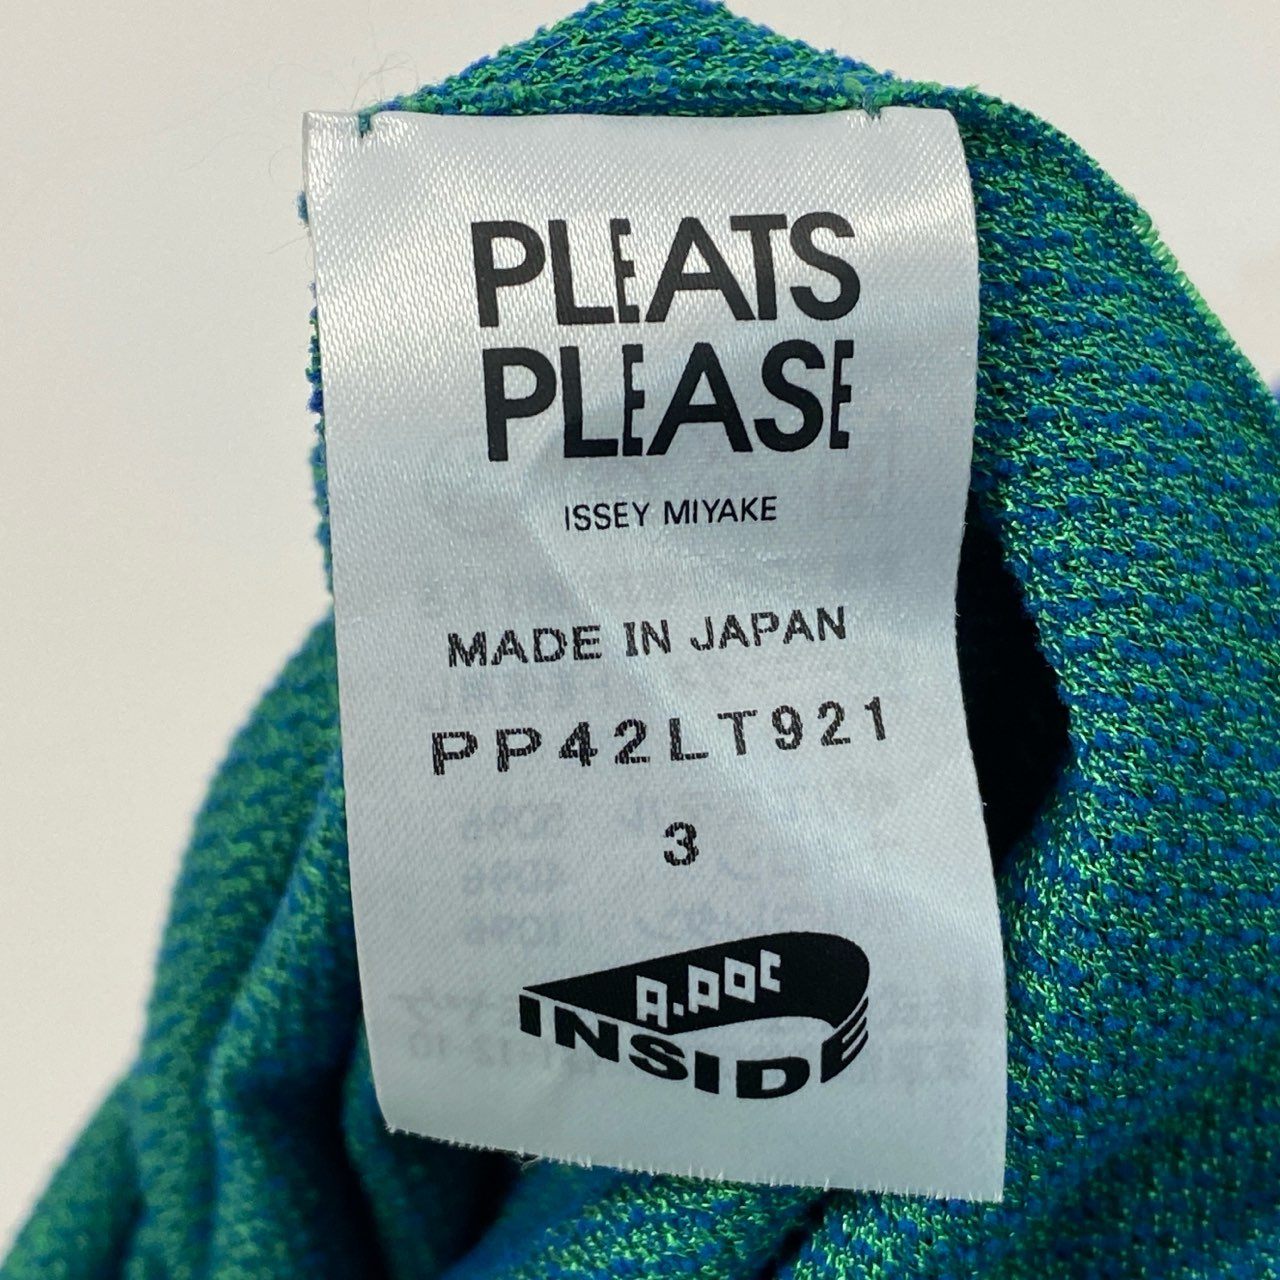 PLEATS
PLEASE
ISSEY MIYAKE
MADE IN JAPAN
PP42LT921
3
A.POC
INSIDE